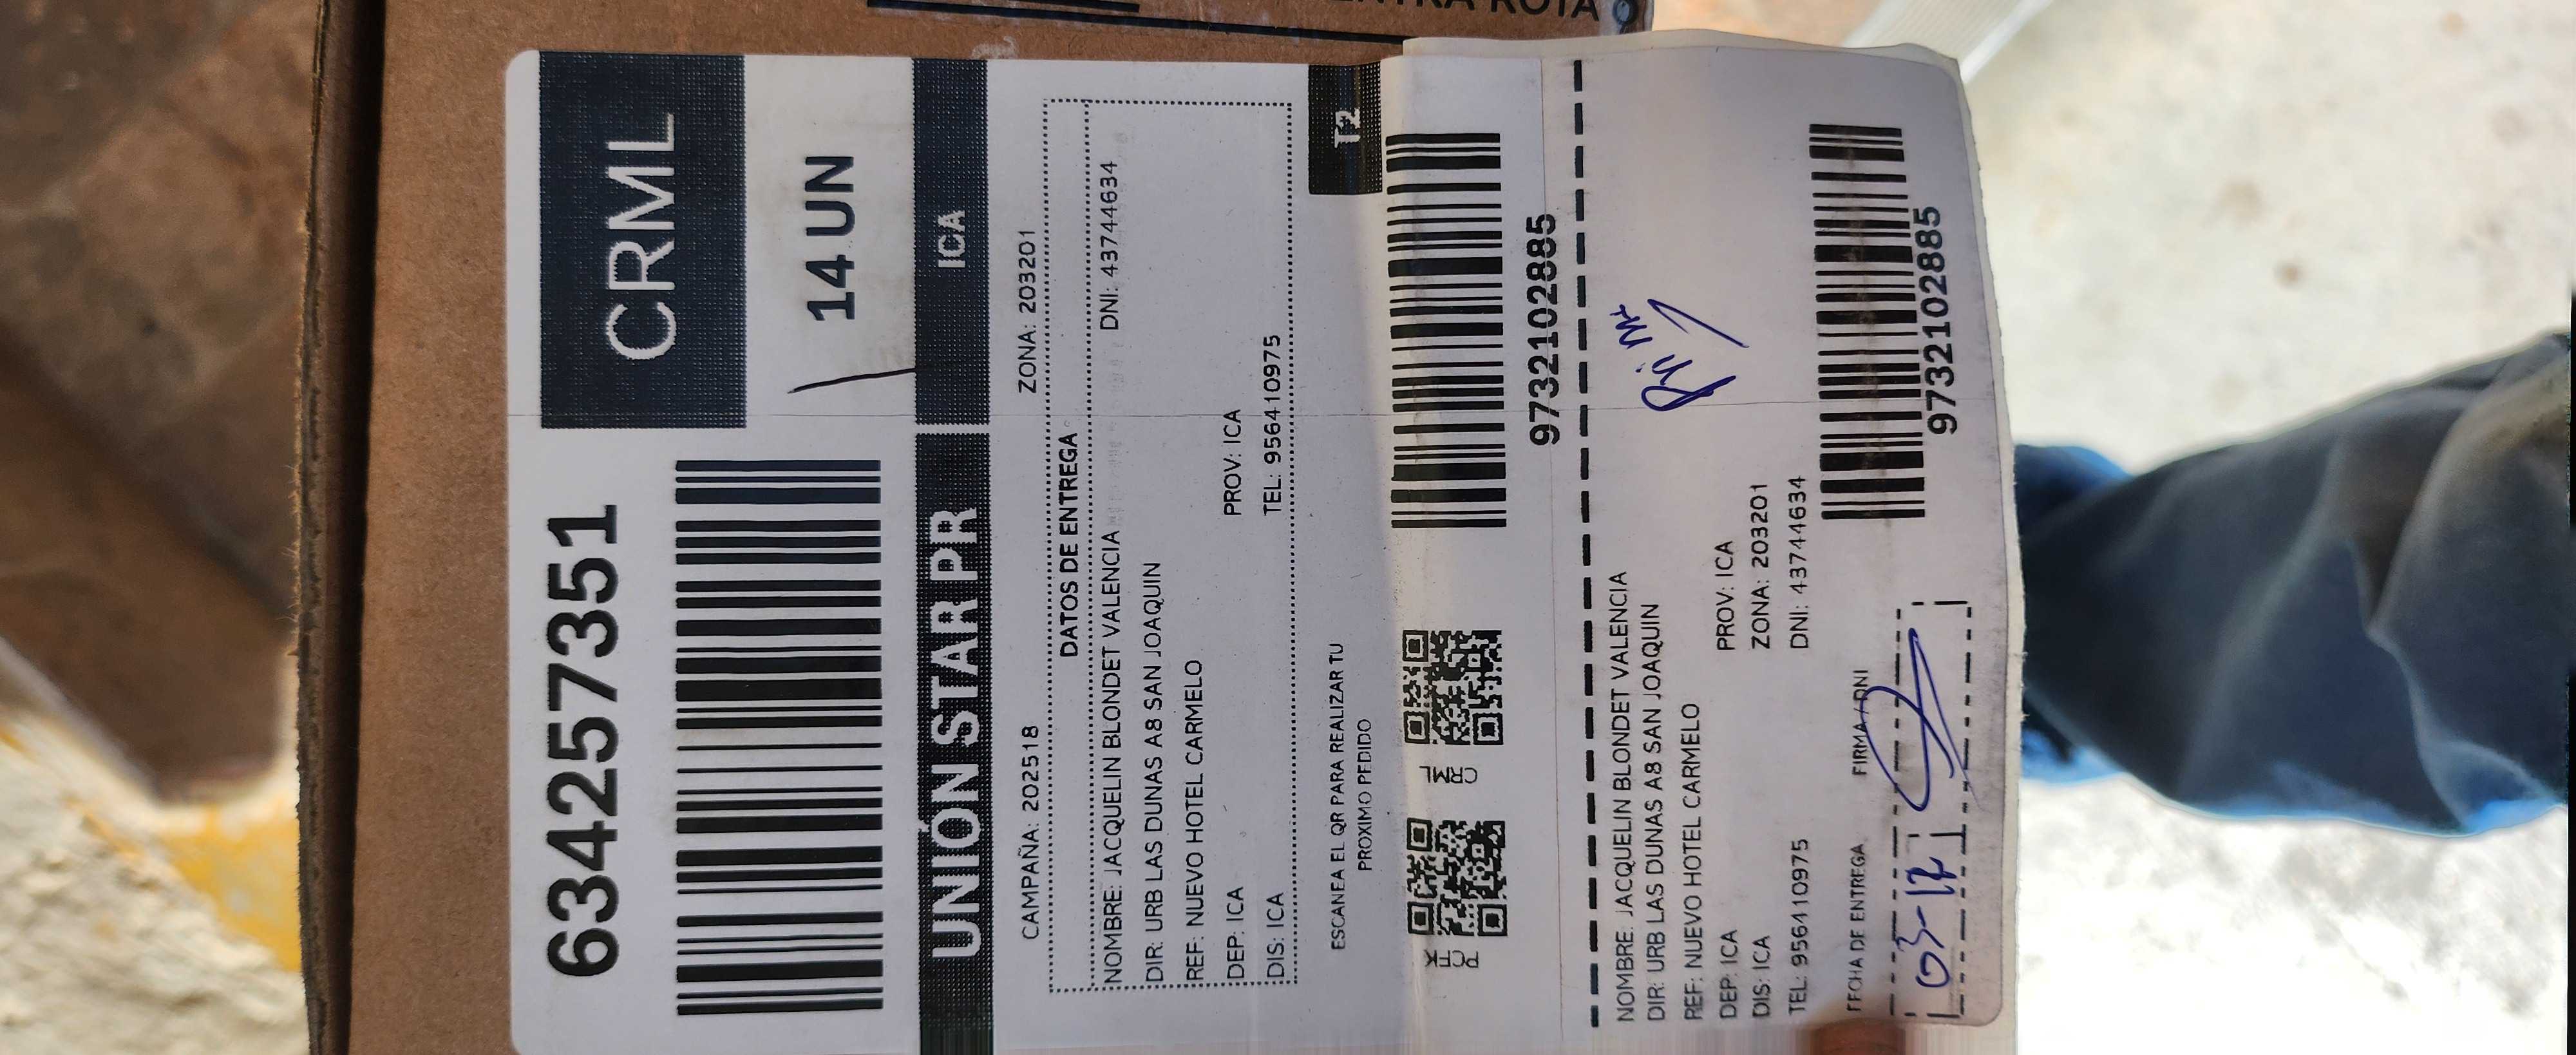 ENTRA ROTA
6342257351
CRML
14 UN
UNIÓN STAR PR
ICA
CAMPAÑA: 202518 ZONA: 203201
DATOS DE ENTREGA
NOMBRE: JACQUELIN BLONDET VALENCIA DNI: 43744634
DIR: URB LAS DUNAS A8 SAN JOAQUIN
REF: NUEVO HOTEL CARMELO
DEP: ICA PROV: ICA
DIS: ICA TEL: 956410975
ESCANEA EL QR PARA REALIZAR TU
PROXIMO PEDIDO
T2
PCFK CRML
9732102885
NOMBRE: JACQUELIN BLONDET VALENCIA
DIR: URB LAS DUNAS A8 SAN JOAQUIN
REF: NUEVO HOTEL CARMELO
DEP: ICA PROV: ICA
DIS: ICA ZONA: 203201
TEL: 956410975 DNI: 43744634
FECHA DE ENTREGA FIRMA/DNI
03-12
9732102885